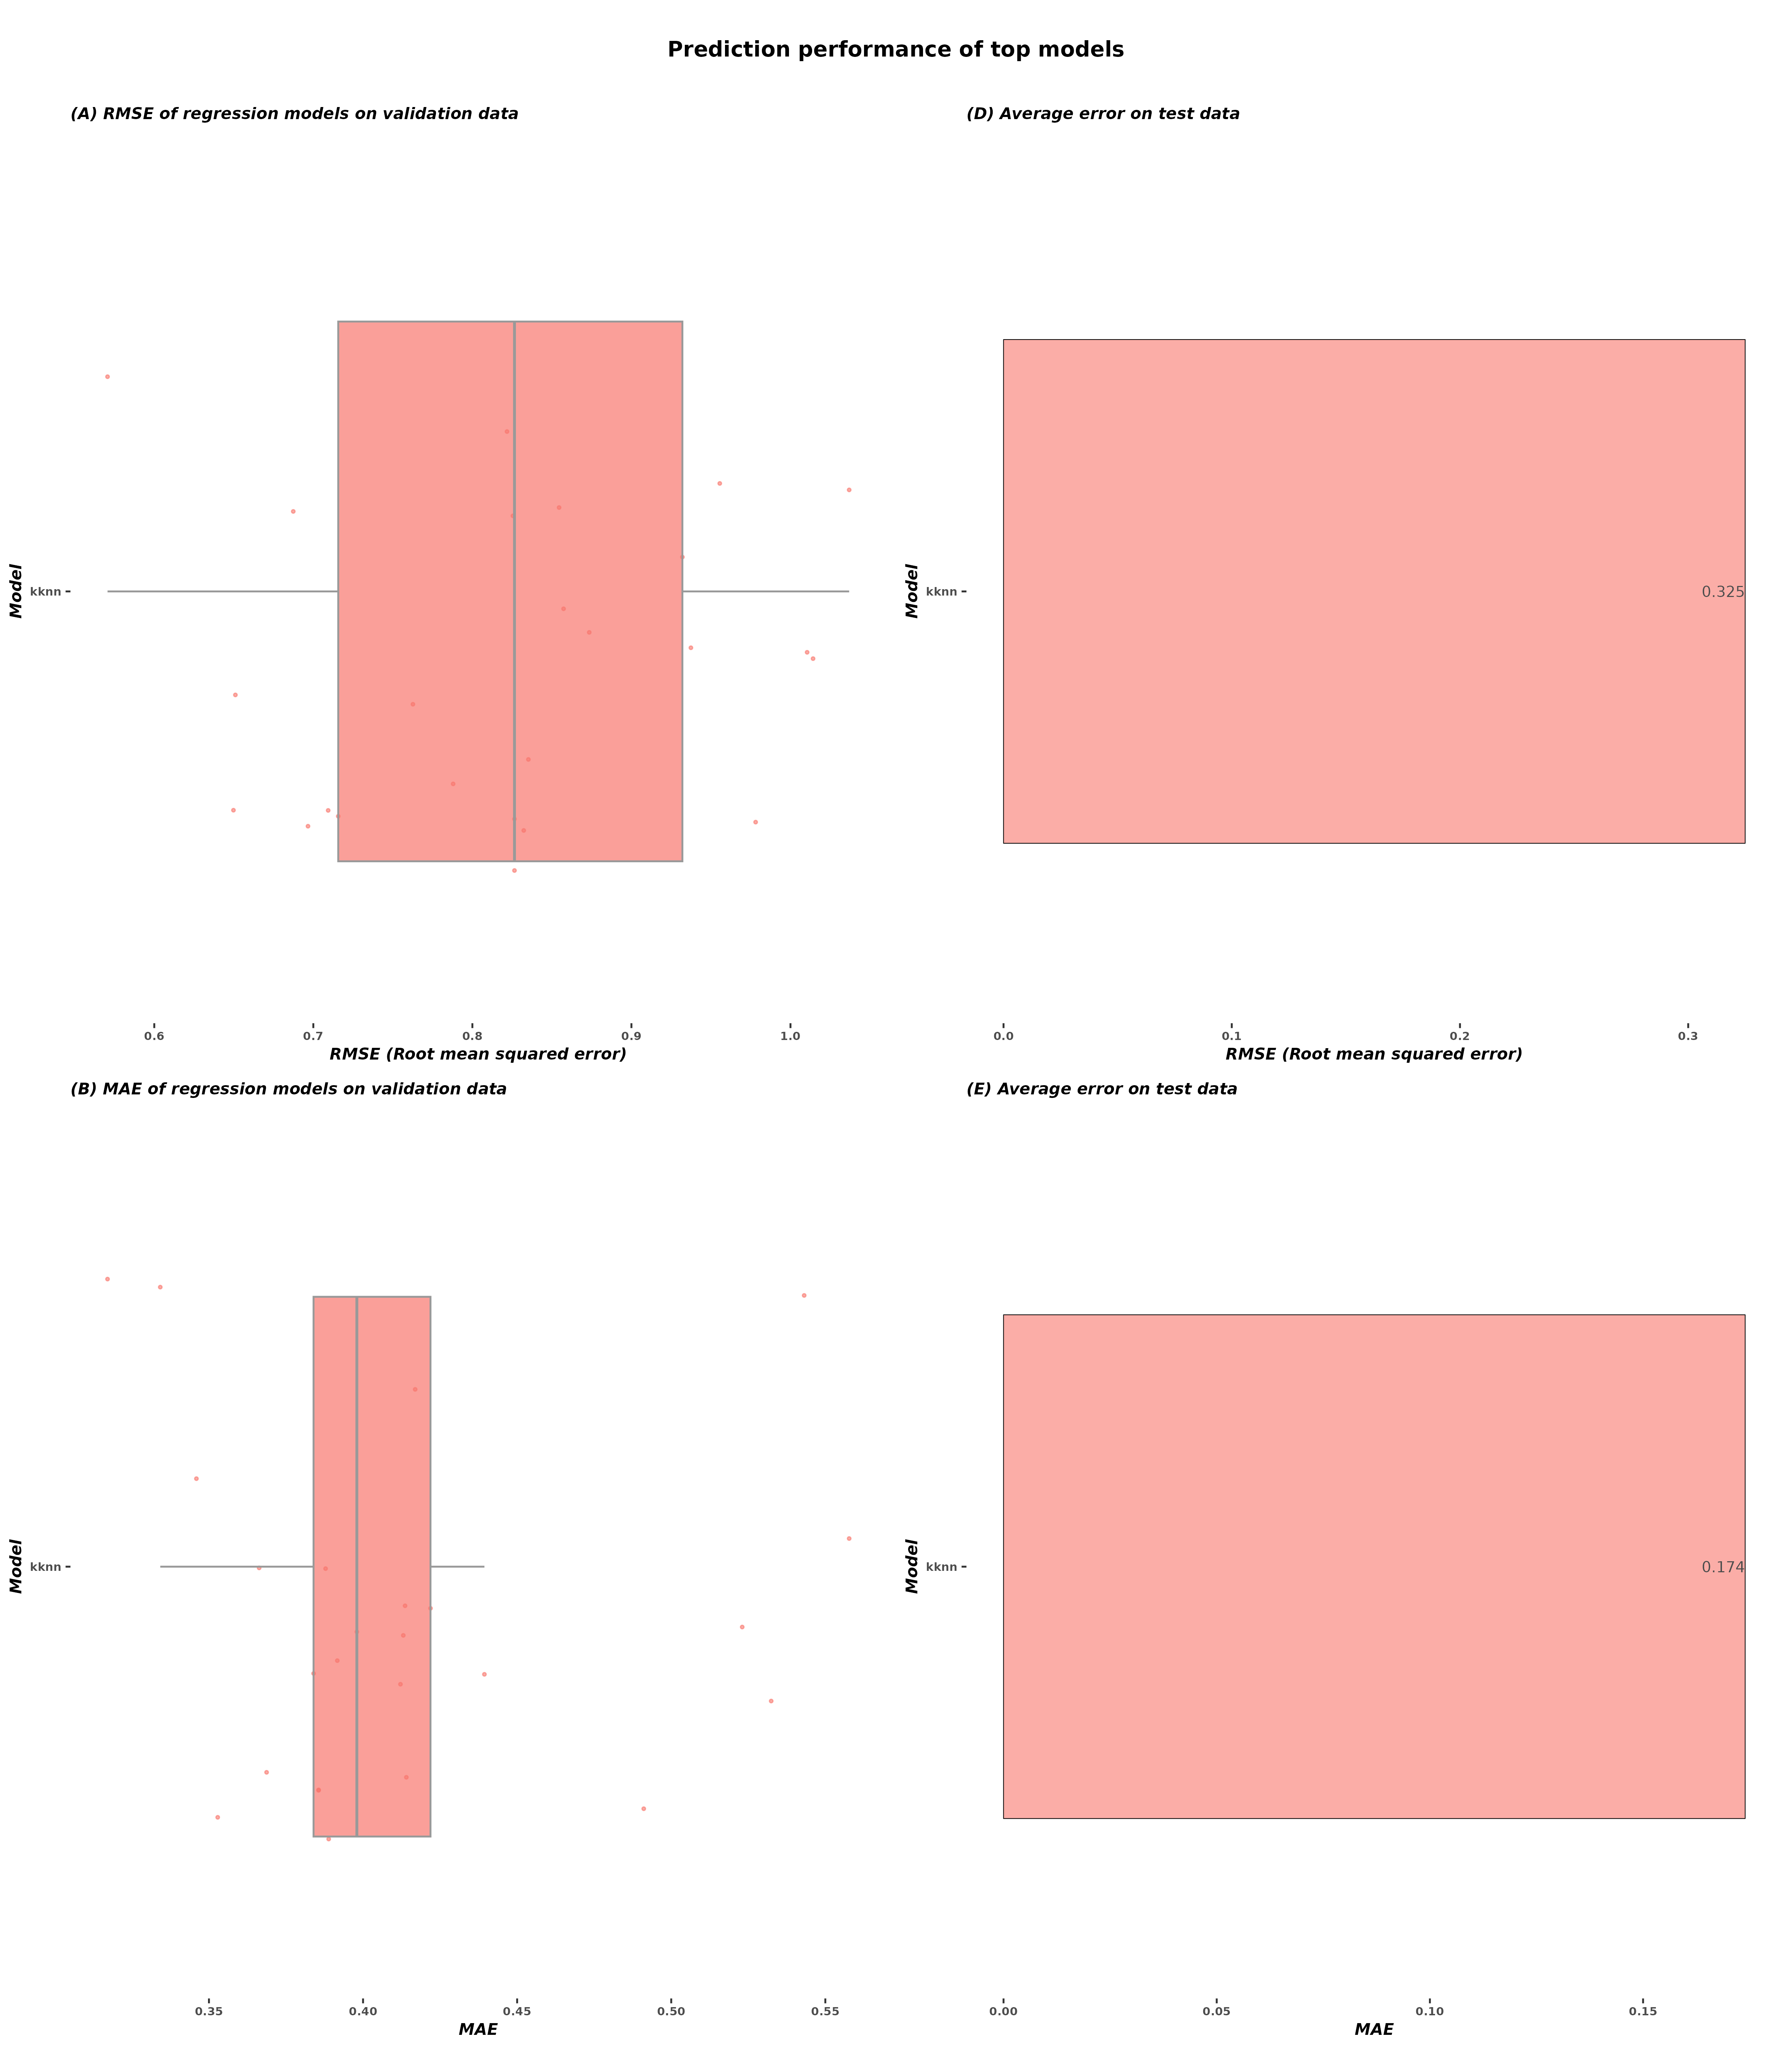 Prediction performance of top models
(A) RMSE of regression models on validation data
Model
kknn
0.6 0.7 0.8 0.9 1.0
RMSE (Root mean squared error)
(D) Average error on test data
Model
kknn
0.325
0.0 0.1 0.2 0.3
RMSE (Root mean squared error)
(B) MAE of regression models on validation data
Model
kknn
0.35 0.40 0.45 0.50 0.55
MAE
(E) Average error on test data
Model
kknn
0.174
0.00 0.05 0.10 0.15
MAE